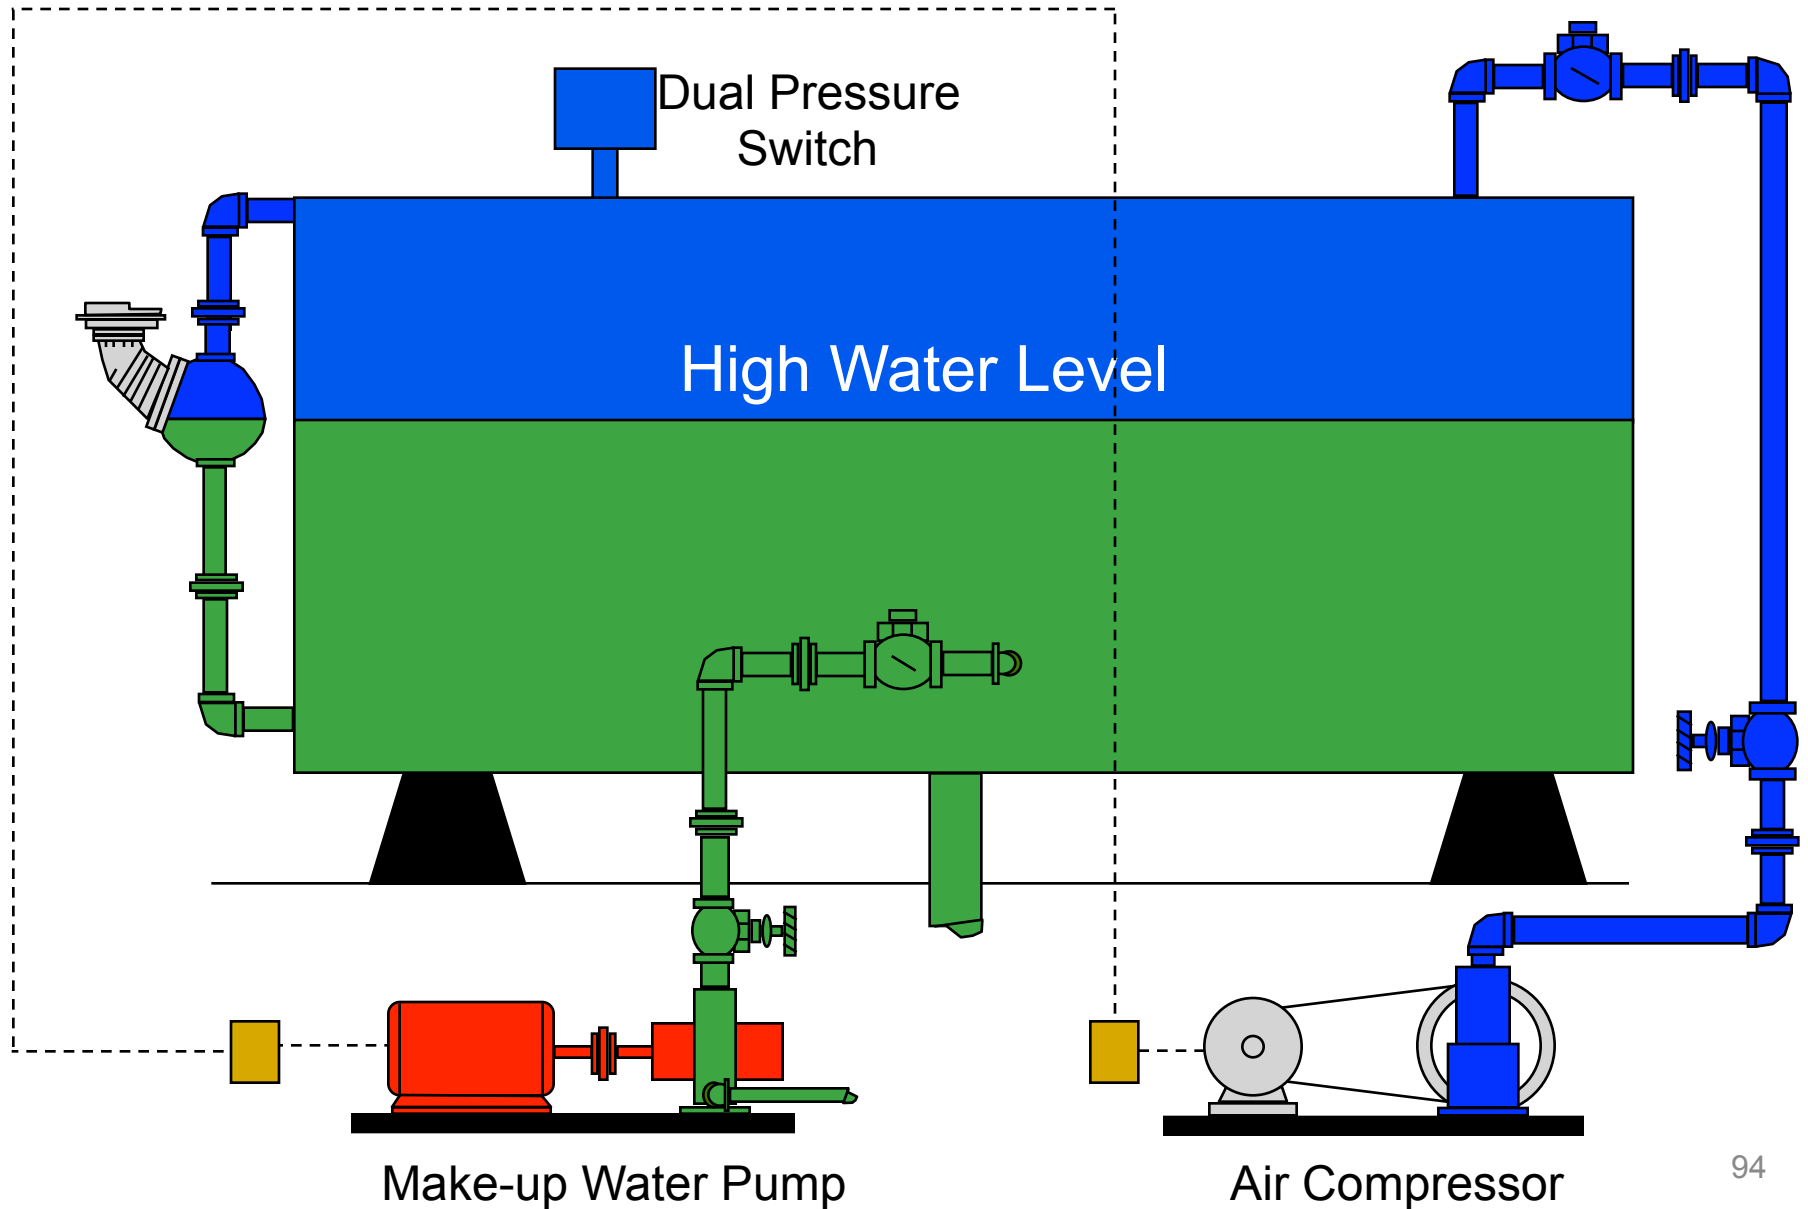 Dual Pressure
Switch
High Water Level
Make-up Water Pump
Air Compressor
94